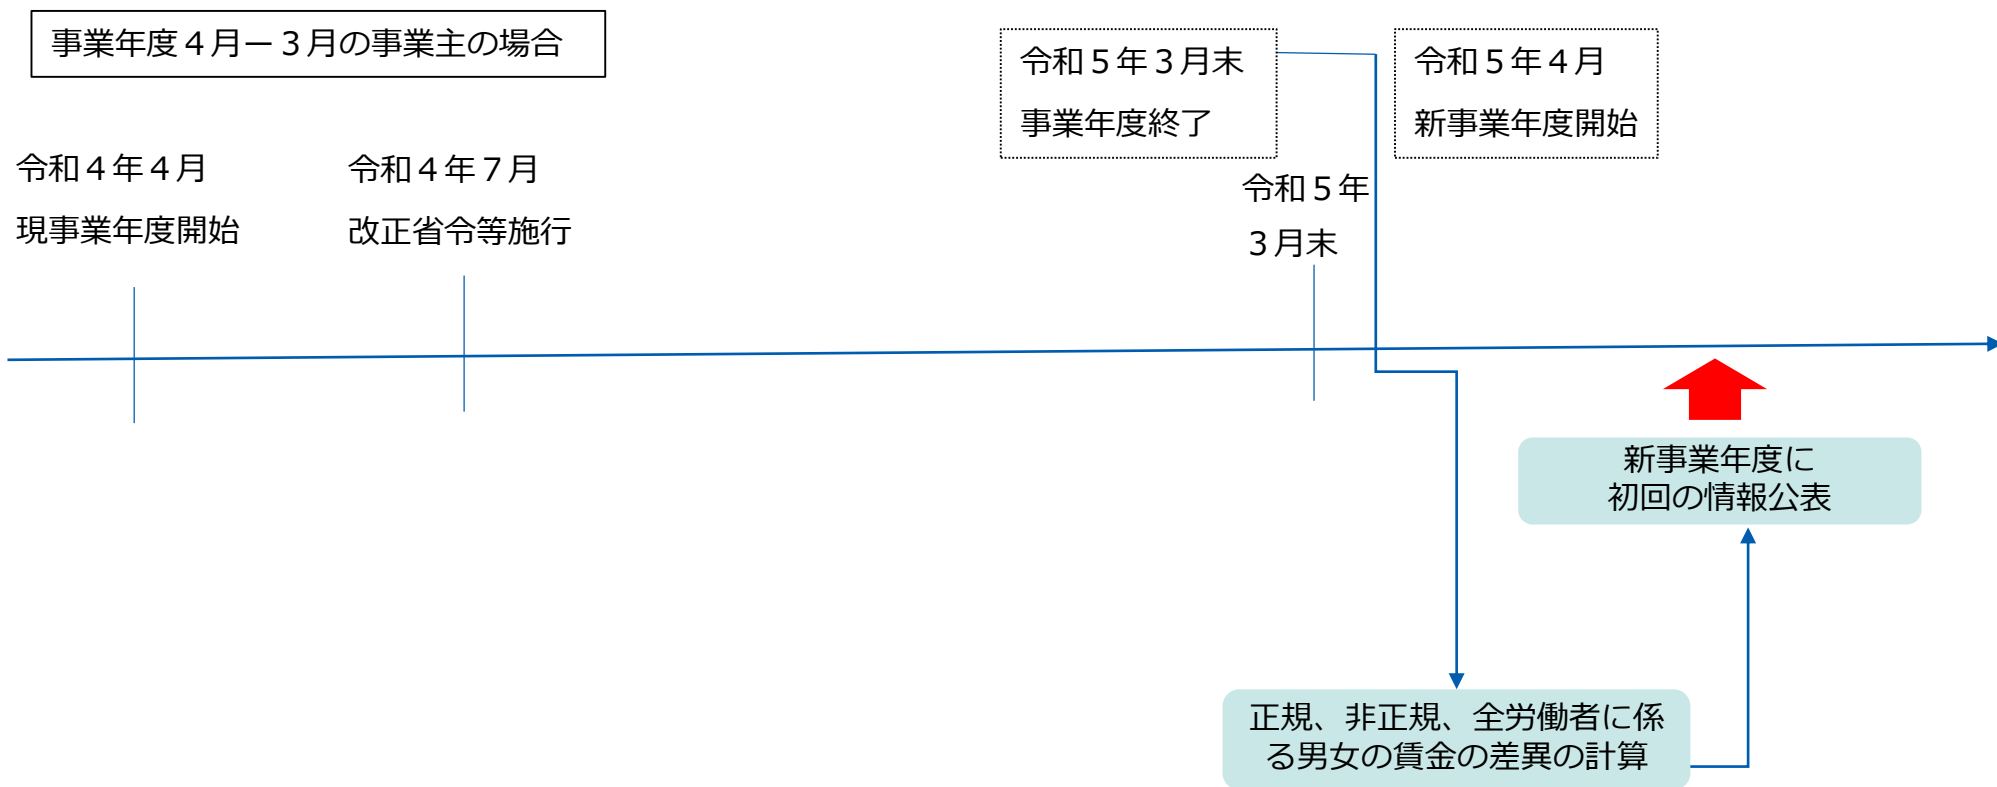 事業年度４月ー３月の事業主の場合
令和５年３月末
事業年度終了
令和５年４月
新事業年度開始
令和４年４月
現事業年度開始
令和４年７月
改正省令等施行
令和５年
３月末
新事業年度に
初回の情報公表
正規、非正規、全労働者に係
る男女の賃金の差異の計算